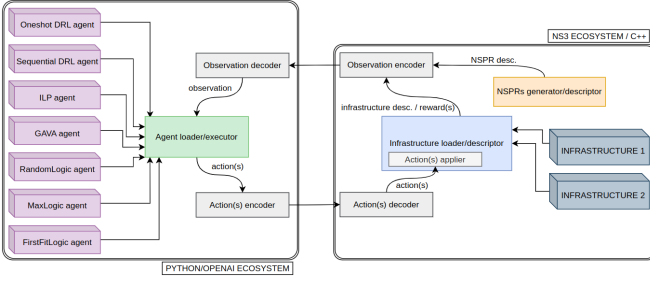 Oneshot DRL agent
Sequential DRL agent
ILP agent
GAVA agent
RandomLogic agent
MaxLogic agent
FirstFitLogic agent
Observation decoder
observation
Agent loader/executor
action(s)
Action(s) encoder
PYTHON/OPENAI ECOSYSTEM
NS3 ECOSYSTEM / C++
Observation encoder
NSPR desc.
NSPRs generator/descriptor
infrastructure desc. / reward(s)
Infrastructure loader/descriptor
Action(s) applier
action(s)
Action(s) decoder
INFRASTRUCTURE 1
INFRASTRUCTURE 2